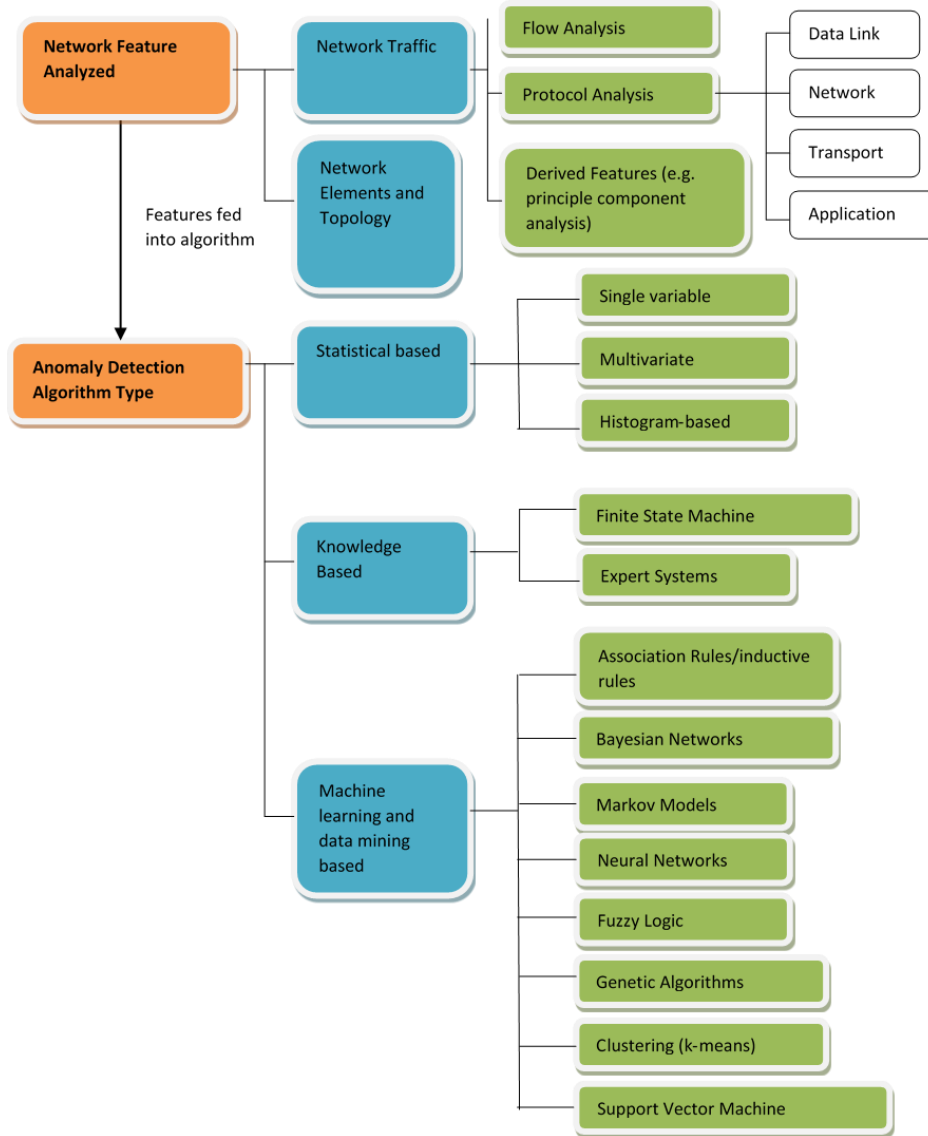 Network Feature
Analyzed
Network Traffic
Flow Analysis
Protocol Analysis
Data Link
Network
Transport
Application
Derived Features (e.g.
principle component
analysis)
Network
Elements and
Topology
Features fed
into algorithm
Anomaly Detection
Algorithm Type
Statistical based
Single variable
Multivariate
Histogram-based
Knowledge
Based
Finite State Machine
Expert Systems
Machine
learning and
data mining
based
Association Rules/inductive
rules
Bayesian Networks
Markov Models
Neural Networks
Fuzzy Logic
Genetic Algorithms
Clustering (k-means)
Support Vector Machine